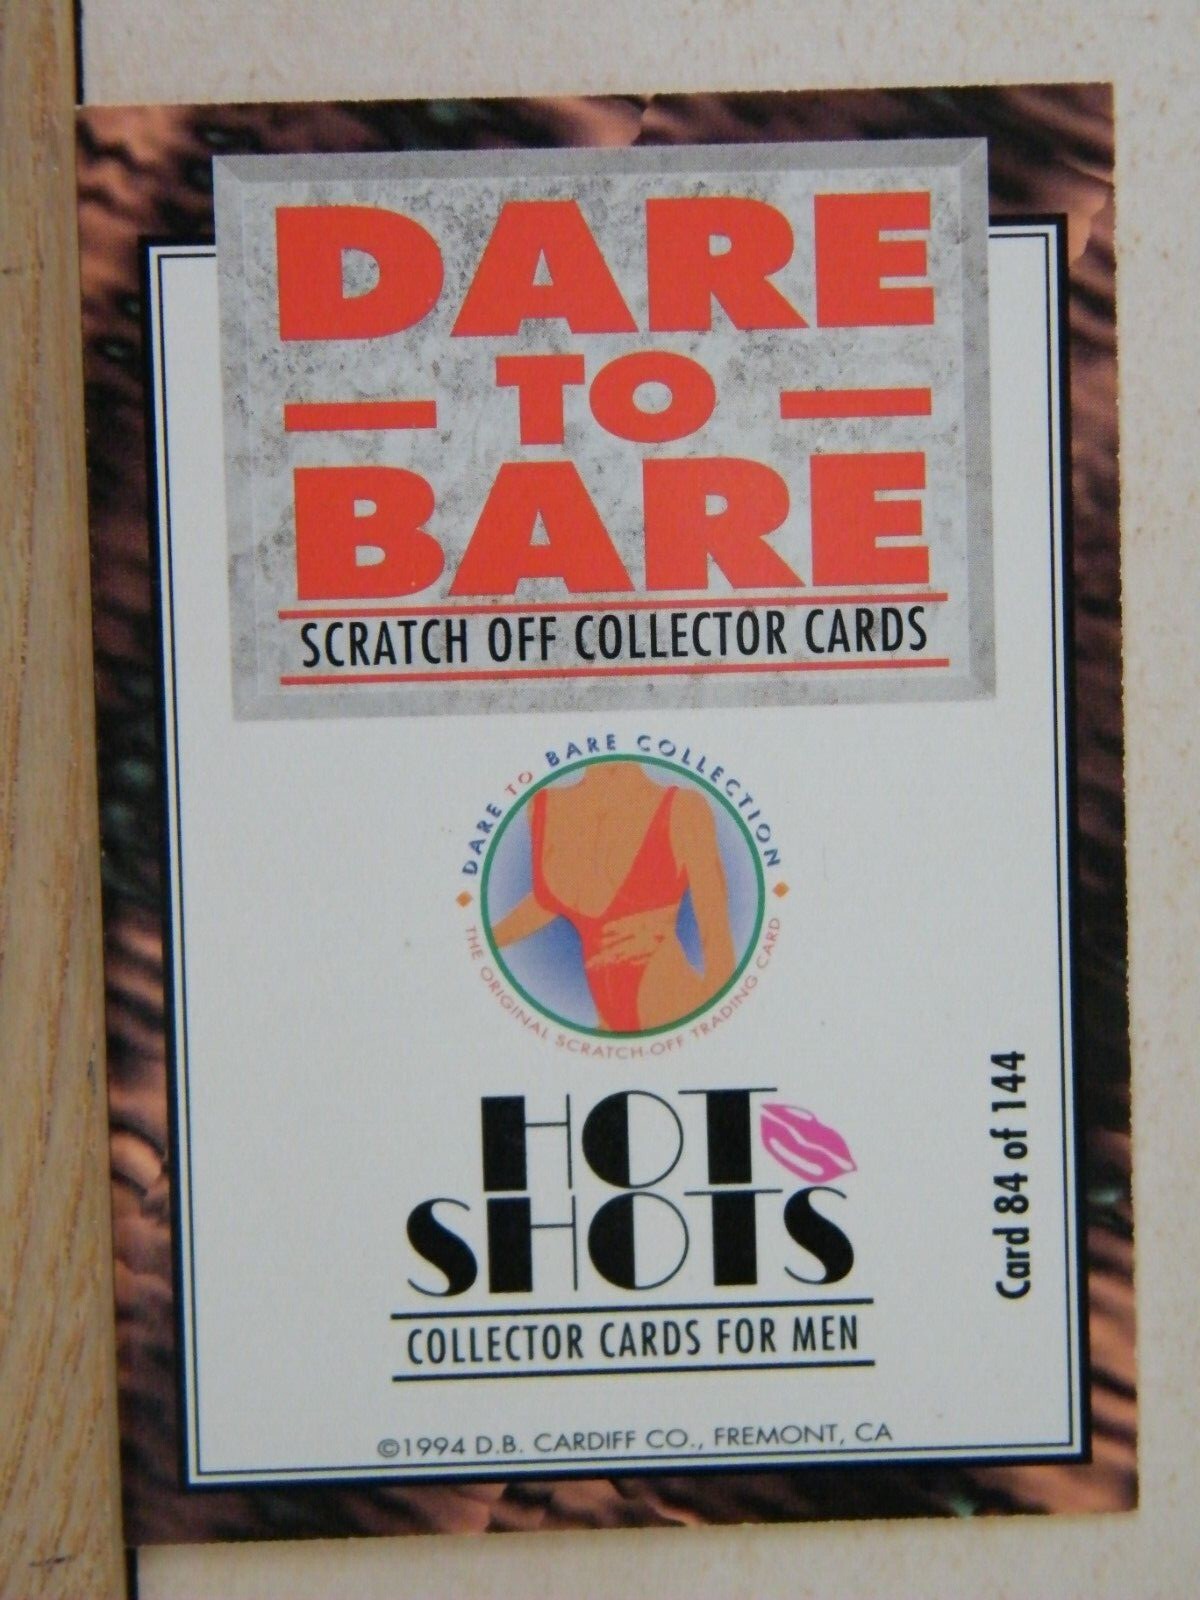 DARE
TO
BARE
SCRATCH OFF COLLECTOR CARDS
DARE TO BARE COLLECTION
THE ORIGINAL SCRATCH-OFF TRADING CARD
HOT
SHOTS
COLLECTOR CARDS FOR MEN
Card 84 of 144
©1994 D.B. CARDIFF CO., FREMONT, CA